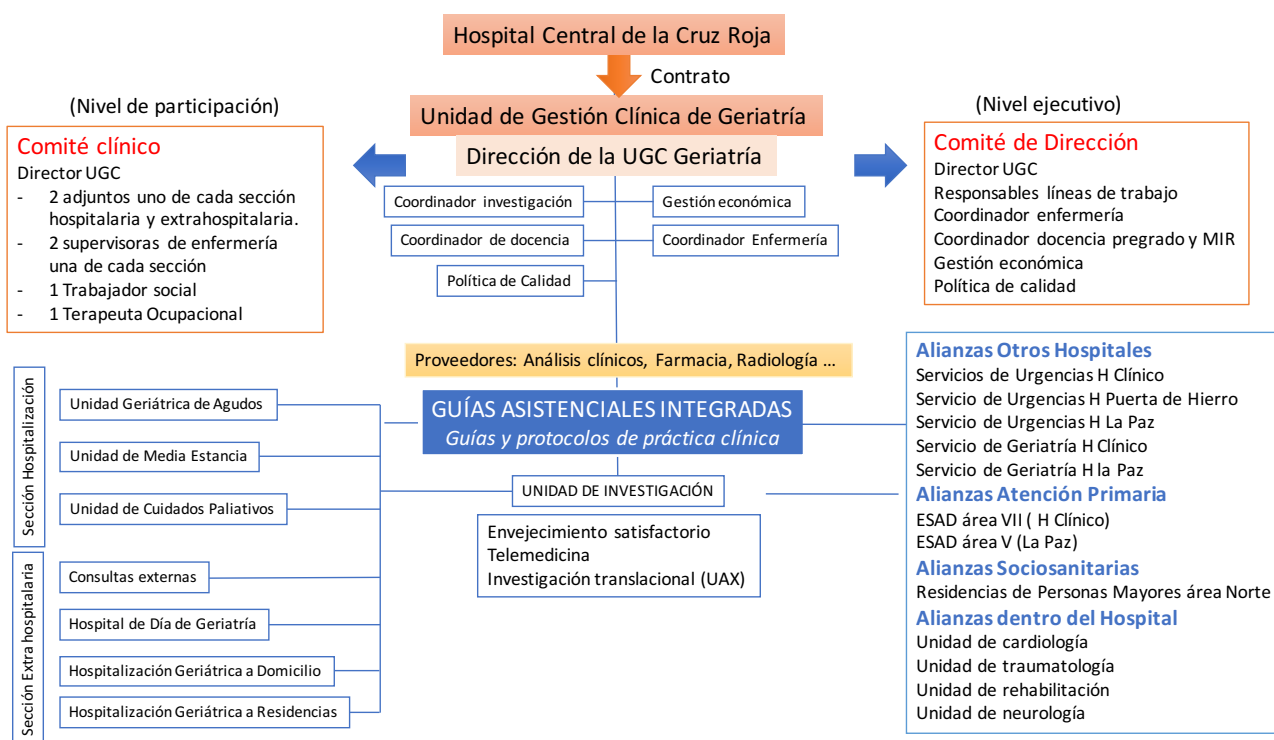 Hospital Central de la Cruz Roja
Contrato
Unidad de Gestión Clínica de Geriatría
Dirección de la UGC Geriatría
(Nivel de participación)
Comité clínico
Director UGC
- 2 adjuntos uno de cada sección
hospitalaria y extrahospitalaria.
- 2 supervisoras de enfermería
una de cada sección
- 1 Trabajador social
- 1 Terapeuta Ocupacional
(Nivel ejecutivo)
Comité de Dirección
Director UGC
Responsables líneas de trabajo
Coordinador enfermería
Coordinador docencia pregrado y MIR
Gestión económica
Política de calidad
Coordinador investigación
Gestión económica
Coordinador de docencia
Coordinador Enfermería
Política de Calidad
Proveedores: Análisis clínicos, Farmacia, Radiología ...
GUÍAS ASISTENCIALES INTEGRADAS
Guías y protocolos de práctica clínica
UNIDAD DE INVESTIGACIÓN
Envejecimiento satisfactorio
Telemedicina
Investigación translacional (UAX)
Sección Hospitalización
Unidad Geriátrica de Agudos
Unidad de Media Estancia
Unidad de Cuidados Paliativos
Sección Extra hospitalaria
Consultas externas
Hospital de Día de Geriatría
Hospitalización Geriátrica a Domicilio
Hospitalización Geriátrica a Residencias
Alianzas Otros Hospitales
Servicios de Urgencias H Clínico
Servicio de Urgencias H Puerta de Hierro
Servicio de Urgencias H La Paz
Servicio de Geriatría H Clínico
Servicio de Geriatría H la Paz
Alianzas Atención Primaria
ESAD área VII ( H Clínico)
ESAD área V (La Paz)
Alianzas Sociosanitarias
Residencias de Personas Mayores área Norte
Alianzas dentro del Hospital
Unidad de cardiología
Unidad de traumatología
Unidad de rehabilitación
Unidad de neurología